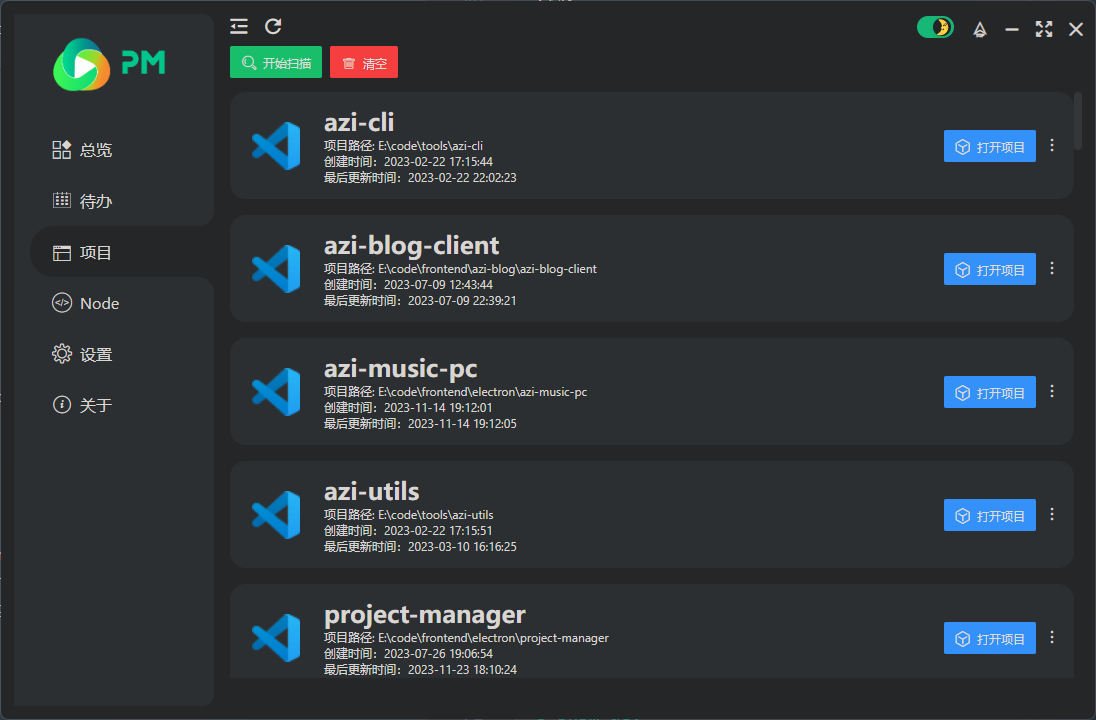 PM
总览
待办
项目
Node
设置
关于
开始扫描
清空
azi-cli
项目路径: E:\code\tools\azi-cli
创建时间：2023-02-22 17:15:44
最后更新时间：2023-02-22 22:02:23
打开项目
azi-blog-client
项目路径: E:\code\frontend\azi-blog\azi-blog-client
创建时间：2023-07-09 12:43:44
最后更新时间：2023-07-09 22:39:21
打开项目
azi-music-pc
项目路径: E:\code\frontend\electron\azi-music-pc
创建时间：2023-11-14 19:12:01
最后更新时间：2023-11-14 19:12:05
打开项目
azi-utils
项目路径: E:\code\tools\azi-utils
创建时间：2023-02-22 17:15:51
最后更新时间：2023-03-10 16:16:25
打开项目
project-manager
项目路径: E:\code\frontend\electron\project-manager
创建时间：2023-07-26 19:06:54
最后更新时间：2023-11-23 18:10:24
打开项目